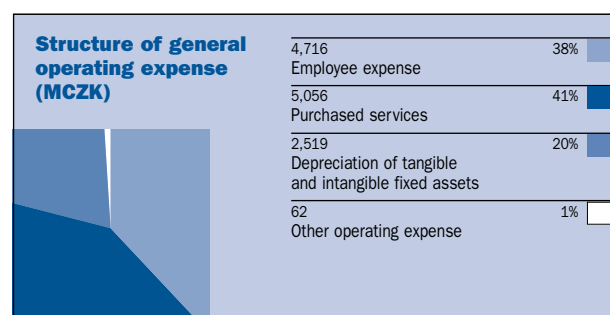 Structure of general
operating expense
(MCZK)
4,716 38%
Employee expense
5,056 41%
Purchased services
2,519 20%
Depreciation of tangible
and intangible fixed assets
62 1%
Other operating expense